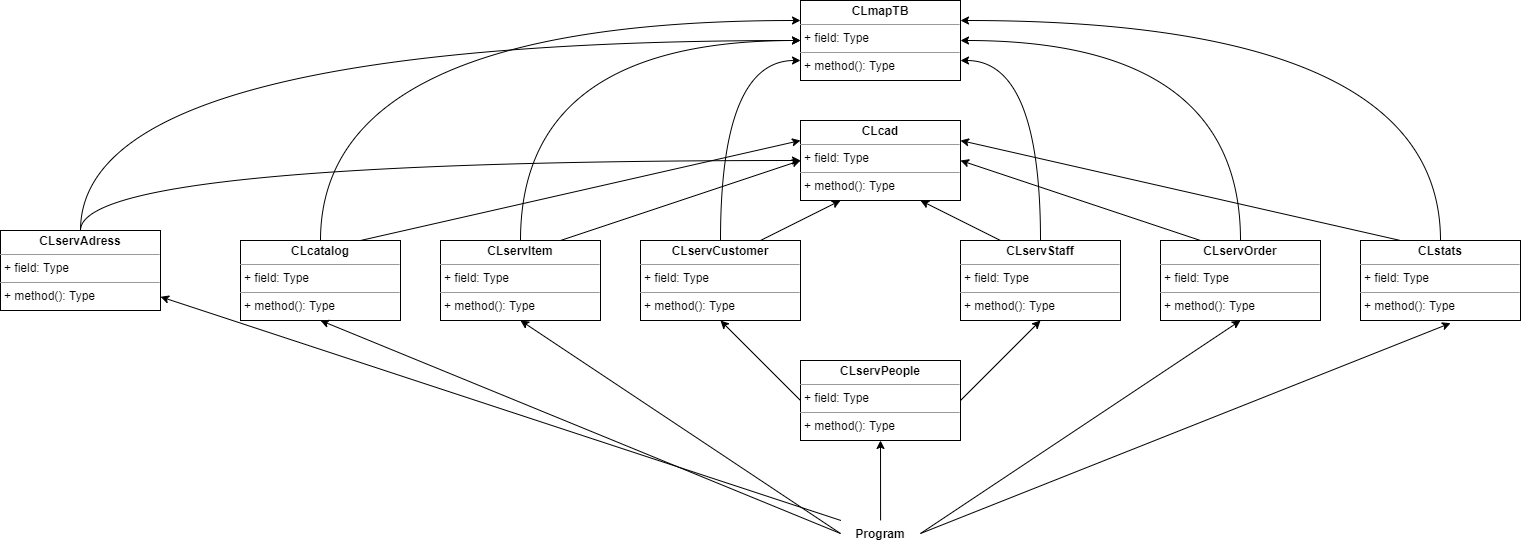 CLmapTB
+ field: Type
+ method(): Type
CLcad
+ field: Type
+ method(): Type
CLservAdress
+ field: Type
+ method(): Type
CLcatalog
+ field: Type
+ method(): Type
CLservItem
+ field: Type
+ method(): Type
CLservCustomer
+ field: Type
+ method(): Type
CLservStaff
+ field: Type
+ method(): Type
CLservOrder
+ field: Type
+ method(): Type
CLstats
+ field: Type
+ method(): Type
CLservPeople
+ field: Type
+ method(): Type
Program